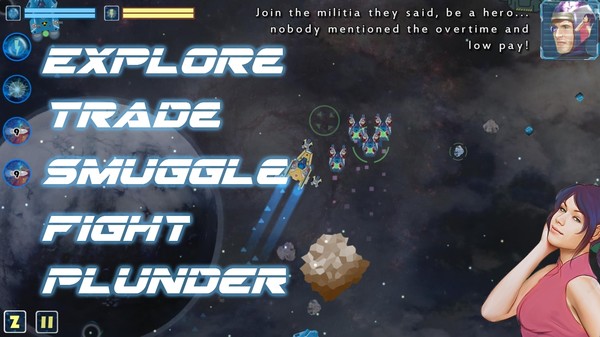 Join the militia they said, be a hero...
nobody mentioned the overtime and
low pay!
EXPLORE
TRADE
SMUGGLE
FIGHT
PLUNDER
Z